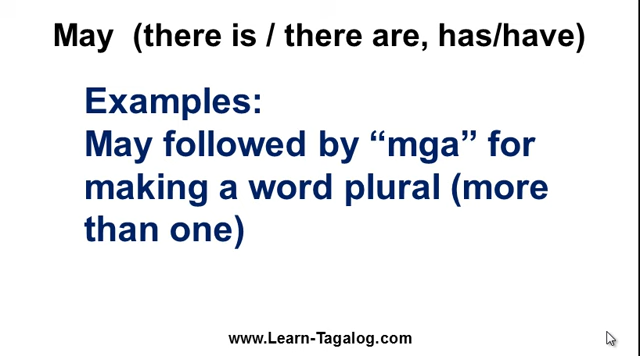 May (there is / there are, has/have)
Examples:
May followed by “mga” for
making a word plural (more
than one)
www.Learn-Tagalog.com